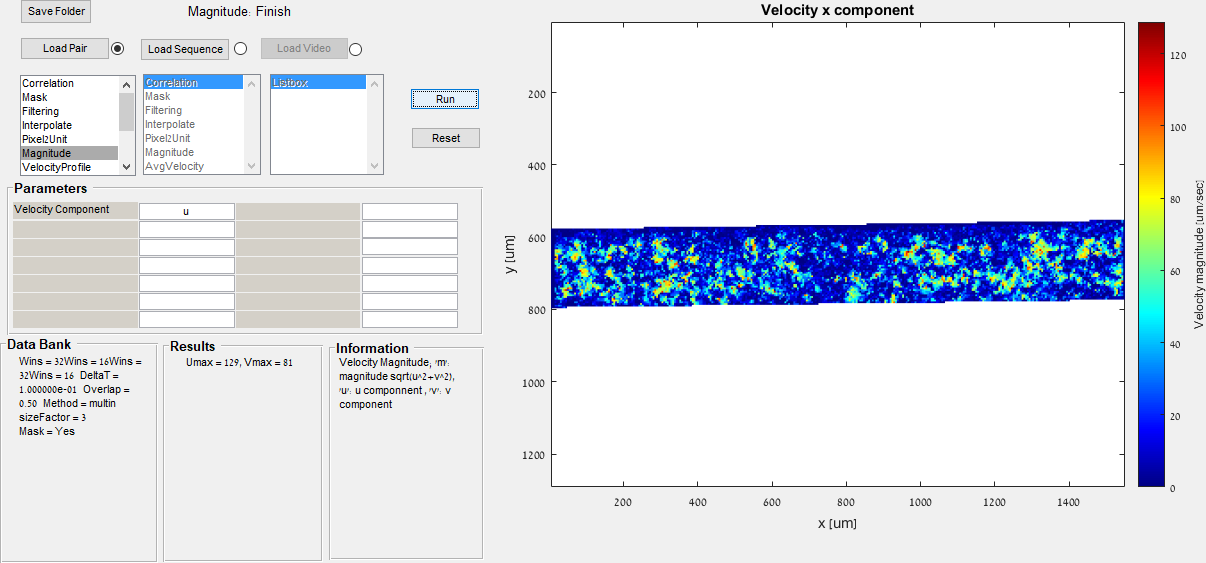 Save Folder
Magnitude: Finish
Load Pair
Load Sequence
Load Video
Correlation
Mask
Filtering
Interpolate
Pixel2Unit
Magnitude
VelocityProfile
Correlation
Mask
Filtering
Interpolate
Pixel2Unit
Magnitude
AvgVelocity
Listbox
Run
Reset
Parameters
Velocity Component
u
Data Bank
Wins = 32Wins = 16Wins =
32Wins = 16 DeltaT =
1.000000e-01 Overlap =
0.50 Method = multin
sizeFactor = 3
Mask = Yes
Results
Umax = 129, Vmax = 81
Information
Velocity Magnitude, 'm':
magnitude sqrt(u^2+v^2),
'u': u componnent , 'v': v
component
Velocity x component
200
400
600
800
1000
1200
y [um]
200
400
600
800
1000
1200
1400
x [um]
120
100
80
60
40
20
0
Velocity magnitude [um/sec]